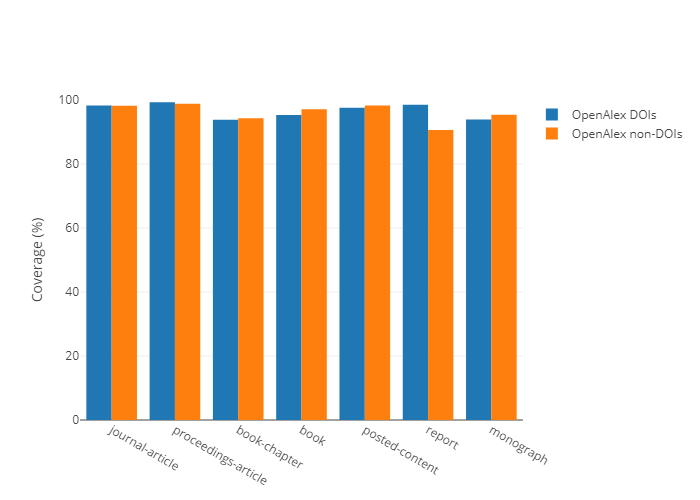 100
80
60
40
20
0
Coverage (%)
journal-article
proceedings-article
book-chapter
book
posted-content
report
monograph
OpenAlex DOIs
OpenAlex non-DOIs